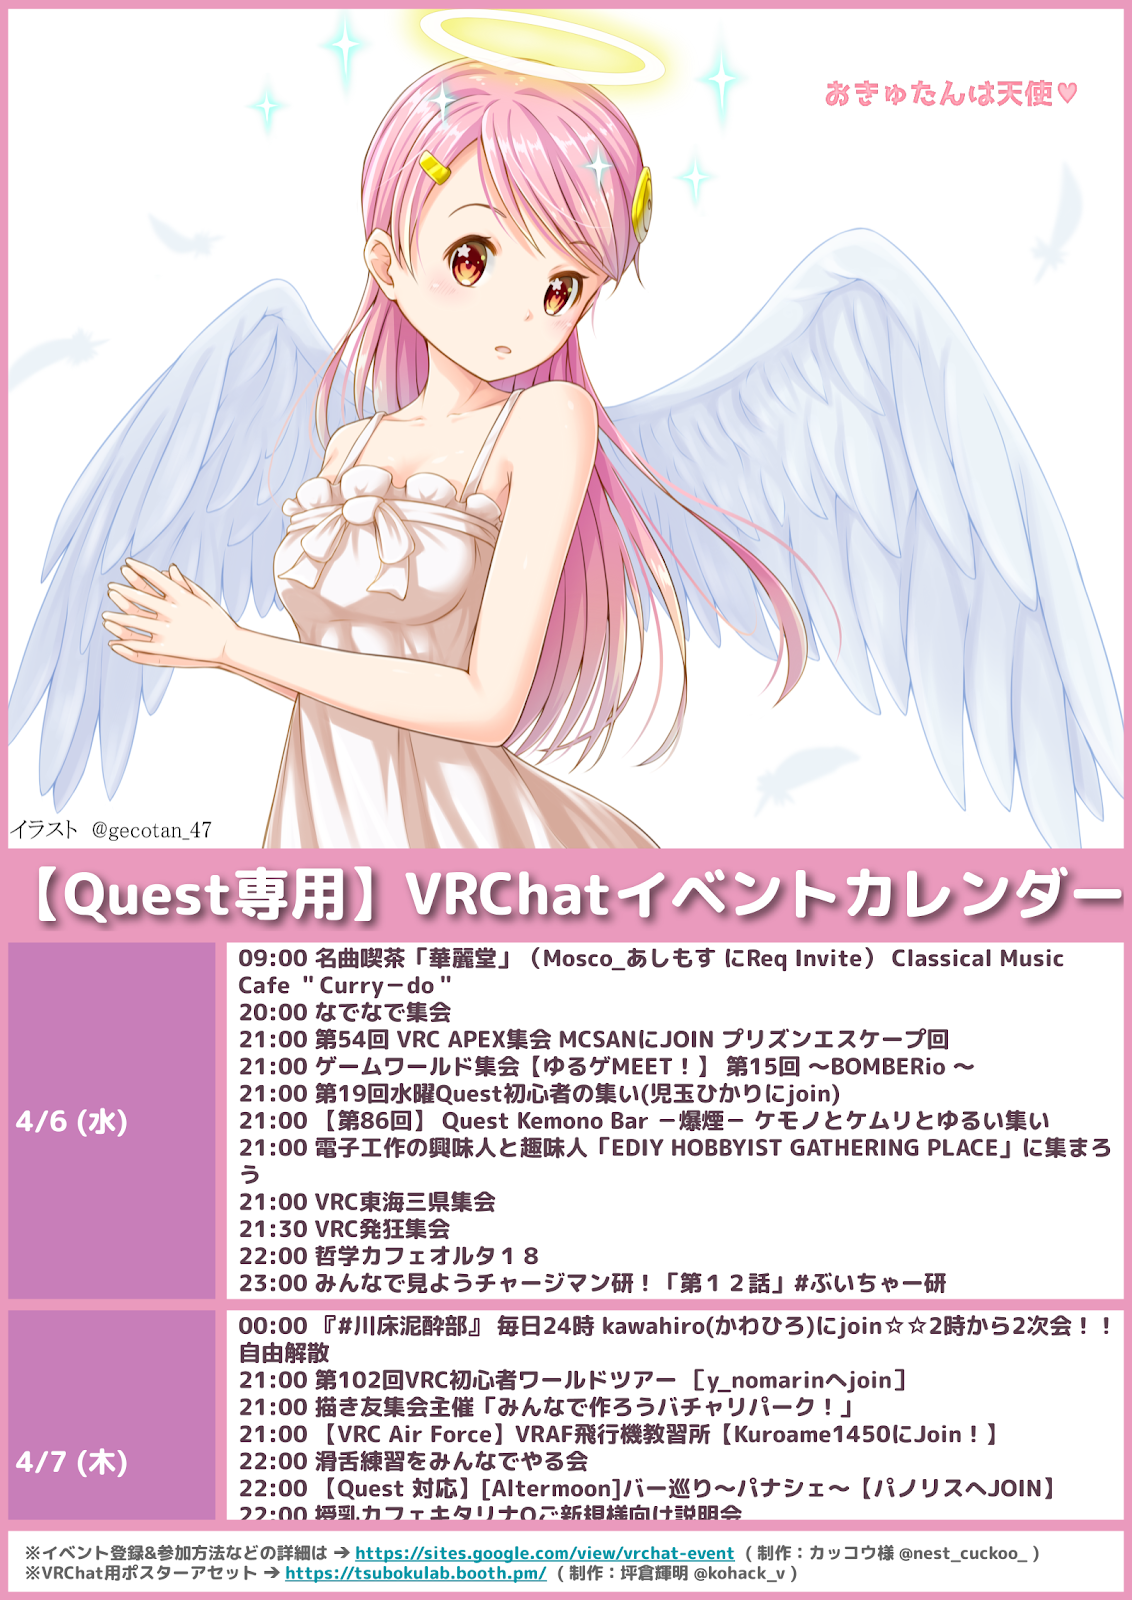 おきゅたんは天使♥
イラスト @gecotan_47
【Quest専用】VRChatイベントカレンダー
4/6 (水)
09:00 名曲喫茶「華麗堂」（Mosco_あしもす にReq Invite） Classical Music
Cafe ＂Curry－do＂
20:00 なでなで集会
21:00 第54回 VRC APEX集会 MCSANにJOIN プリズンエスケープ回
21:00 ゲームワールド集会【ゆるゲMEET！】 第15回 ～BOMBERio ～
21:00 第19回水曜Quest初心者の集い(児玉ひかりにjoin)
21:00 【第86回】 Quest Kemono Bar －爆煙－ ケモノとケムリとゆるい集い
21:00 電子工作の興味人と趣味人「EDIY HOBBYIST GATHERING PLACE」に集まろ
う
21:00 VRC東海三県集会
21:30 VRC発狂集会
22:00 哲学カフェオルタ１８
23:00 みんなで見ようチャージマン研！「第１２話」#ぶいちゃー研
4/7 (木)
00:00 『#川床泥酔部』 毎日24時 kawahiro(かわひろ)にjoin☆☆2時から2次会！！
自由解散
21:00 第102回VRC初心者ワールドツアー ［y_nomarinへjoin］
21:00 描き友集会主催「みんなで作ろうバチャリパーク！」
21:00 【VRC Air Force】VRAF飛行機教習所【Kuroame1450にJoin！】
22:00 滑舌練習をみんなでやる会
22:00 【Quest 対応】[Altermoon]バー巡り～パナシェ～【パノリスへJOIN】
22:00 授乳カフェキタリナQご新規様向け説明会
※イベント登録&参加方法などの詳細は → https://sites.google.com/view/vrchat-event ( 制作：カッコウ様 @nest_cuckoo_ )
※VRChat用ポスターアセット → https://tsubokulab.booth.pm/ ( 制作：坪倉輝明 @kohack_v )